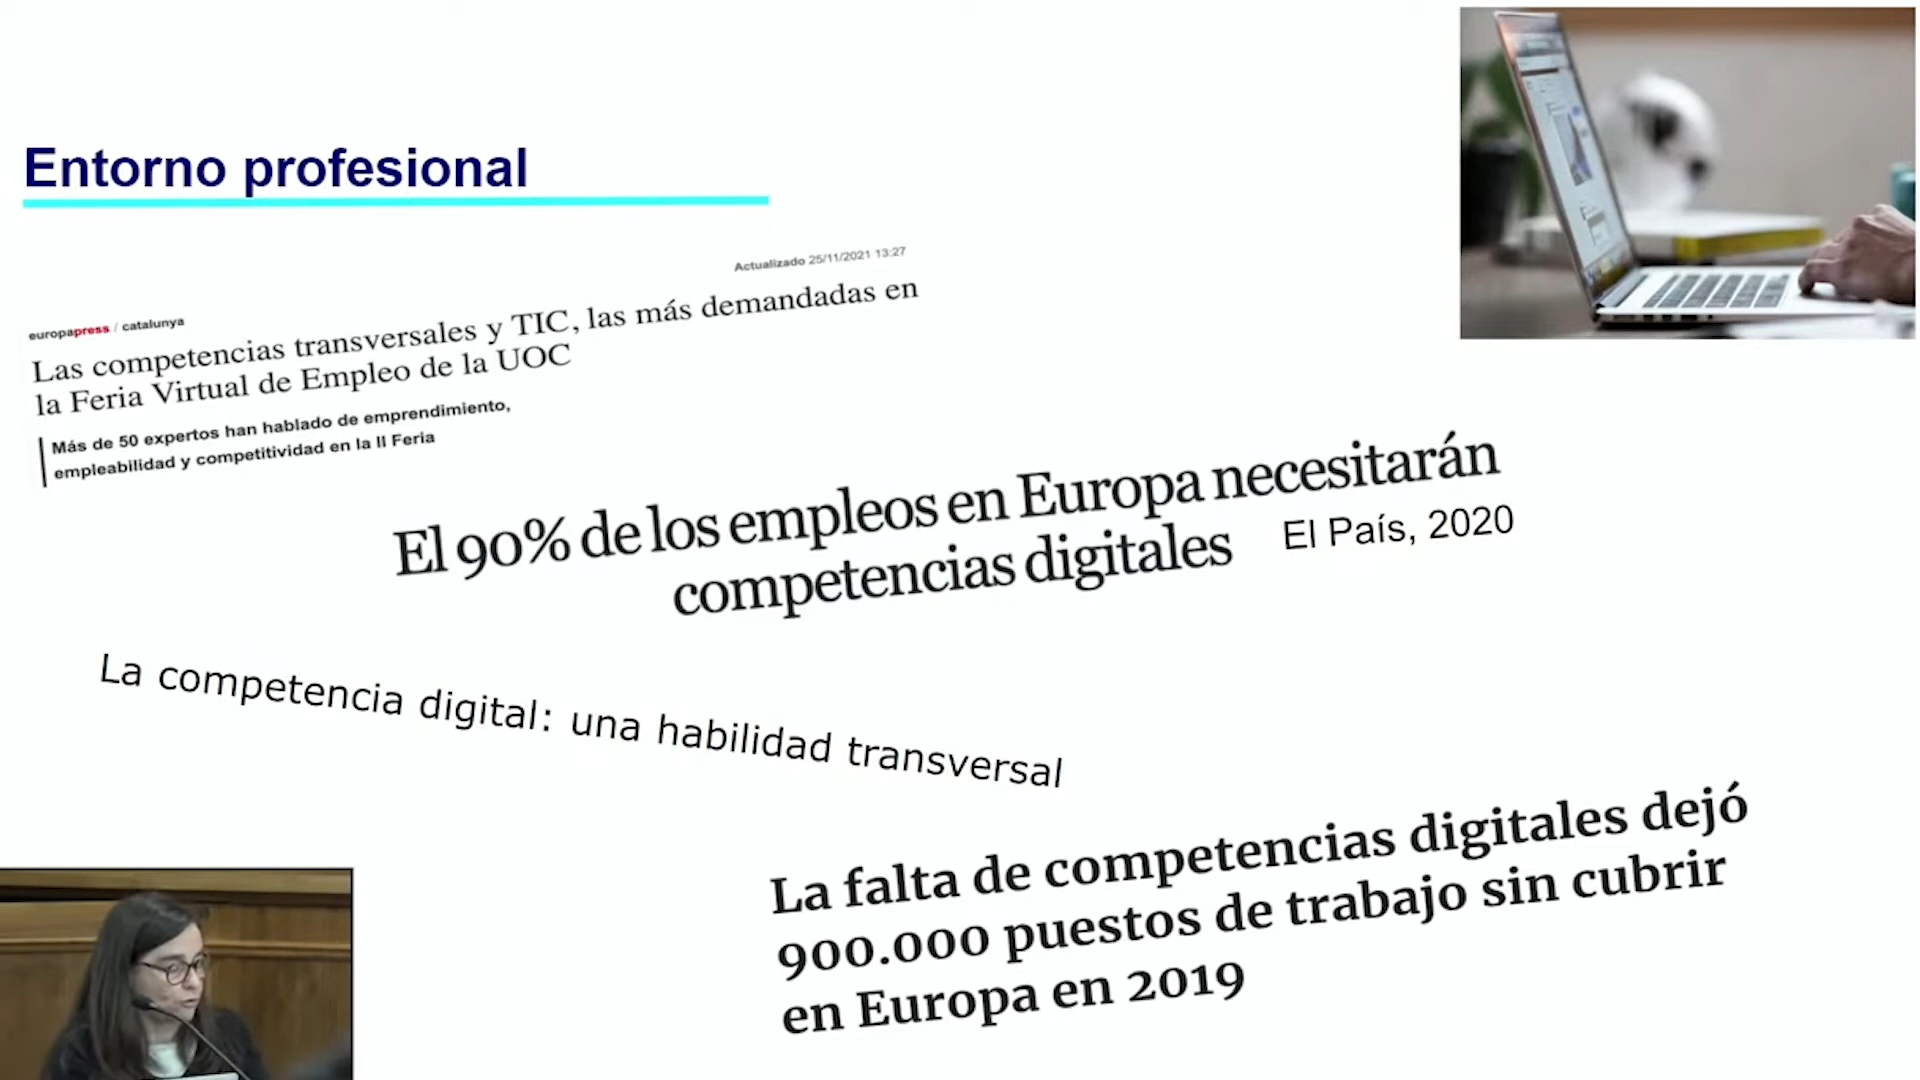 Entorno profesional
Actualizado 25/11/2021 13:27
europapress / catalunya
Las competencias transversales y TIC, las más demandadas en
la Feria Virtual de Empleo de la UOC
Más de 50 expertos han hablado de emprendimiento,
empleabilidad y competitividad en la II Feria
El 90% de los empleos en Europa necesitarán
competencias digitales
El País, 2020
La competencia digital: una habilidad transversal
La falta de competencias digitales dejó
900.000 puestos de trabajo sin cubrir
en Europa en 2019